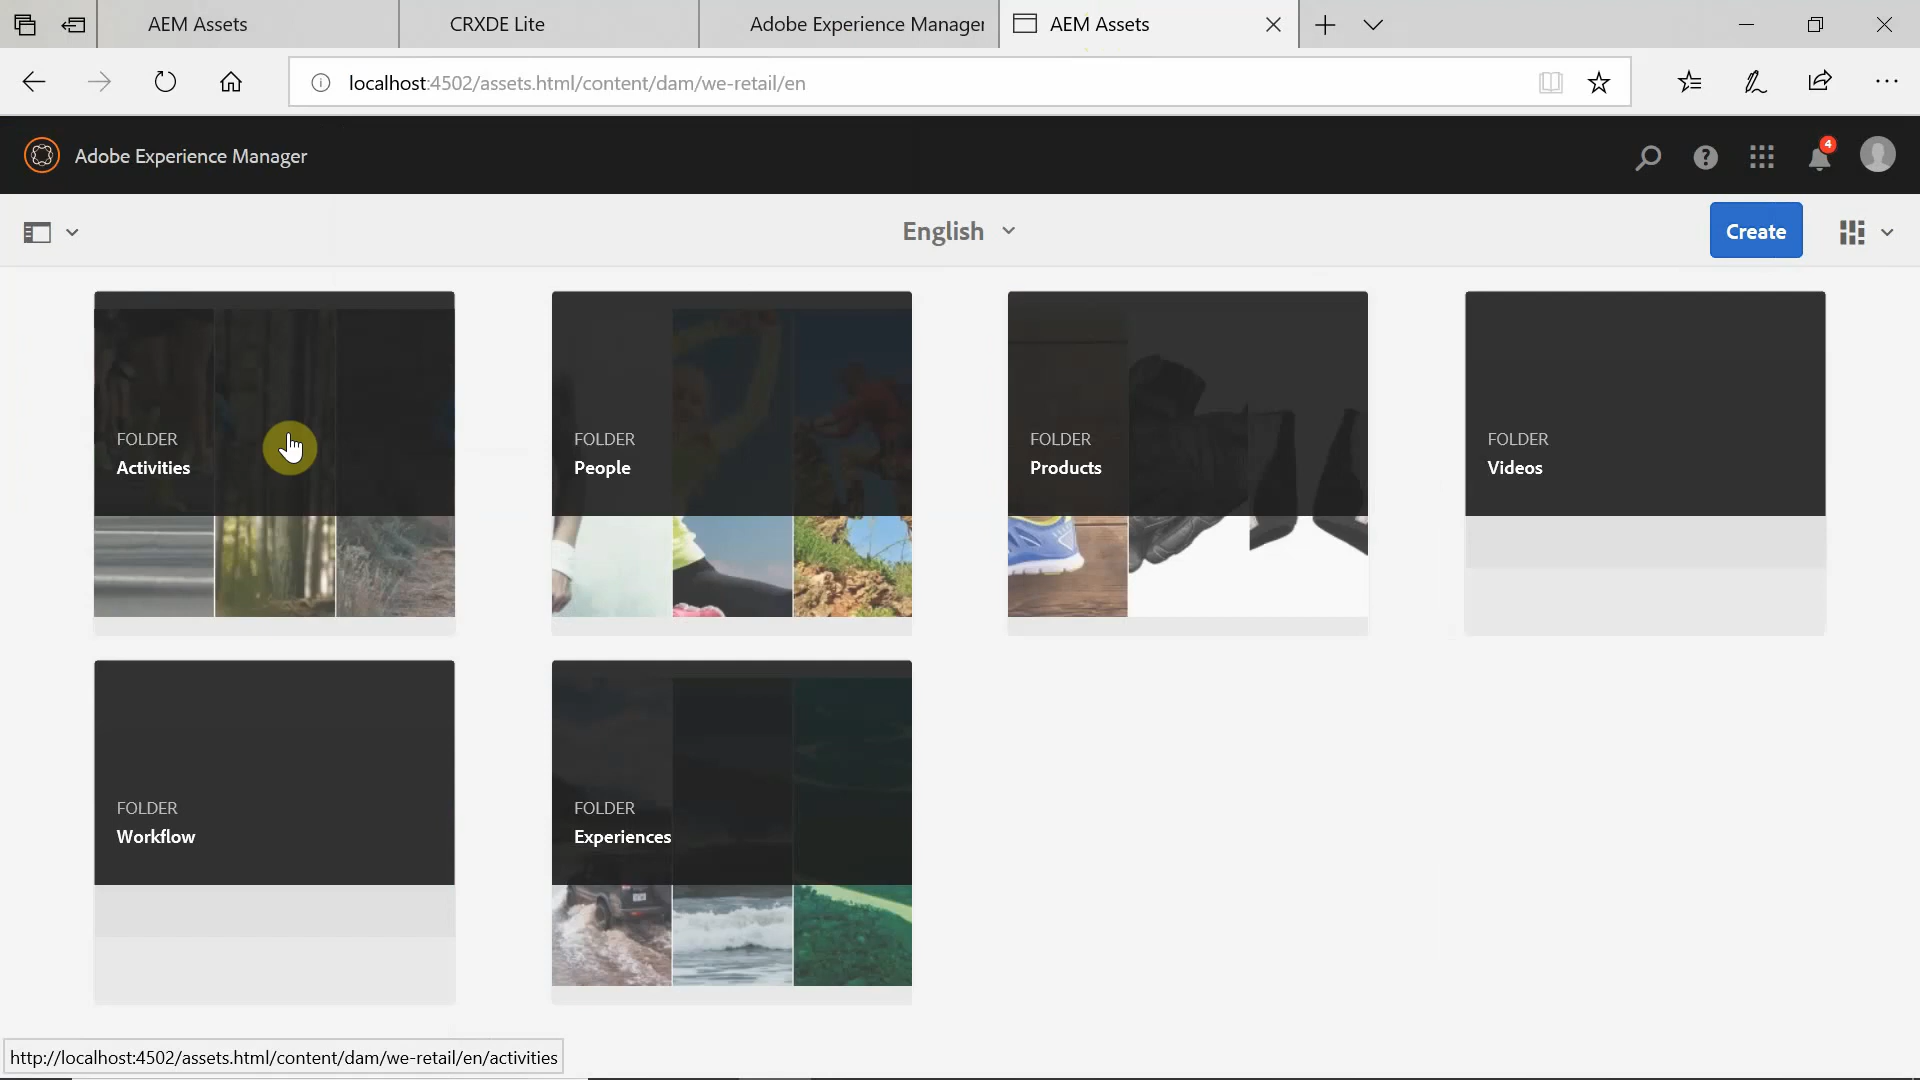 AEM Assets
CRXDE Lite
Adobe Experience Manager
AEM Assets
localhost:4502/assets.html/content/dam/we-retail/en
Adobe Experience Manager
4
English
Create
FOLDER
Activities
FOLDER
People
FOLDER
Products
FOLDER
Videos
FOLDER
Workflow
FOLDER
Experiences
http://localhost:4502/assets.html/content/dam/we-retail/en/activities